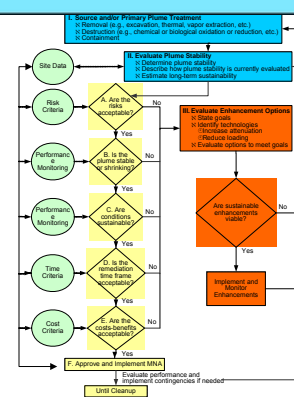 I. Source and/or Primary Plume Treatment
Removal (e.g., excavation, thermal, vapor extraction, etc.)
Destruction (e.g., chemical or biological oxidation or reduction, etc.)
Containment
II. Evaluate Plume Stability
Determine plume stability
Describe how plume stability is currently evaluated
Estimate long-term sustainability
Site Data
Risk
Criteria
A. Are the
risks
acceptable?
No
Yes
III. Evaluate Enhancement Options
State goals
Identify technologies
Increase attenuation
Reduce loading
Evaluate options to meet goals
Performanc
e
Monitoring
B. Is the
plume stable
or shrinking?
No
Yes
Performanc
e
Monitoring
C. Are
conditions
sustainable?
No
Yes
Are sustainable
enhancements
viable?
No
Yes
Time
Criteria
D. Is the
remediation
time frame
acceptable?
No
Yes
Implement and
Monitor
Enhancements
Cost
Criteria
E. Are the
costs-benefits
acceptable?
No
Yes
F. Approve and Implement MNA
Evaluate performance and
implement contingencies if needed
Until Cleanup